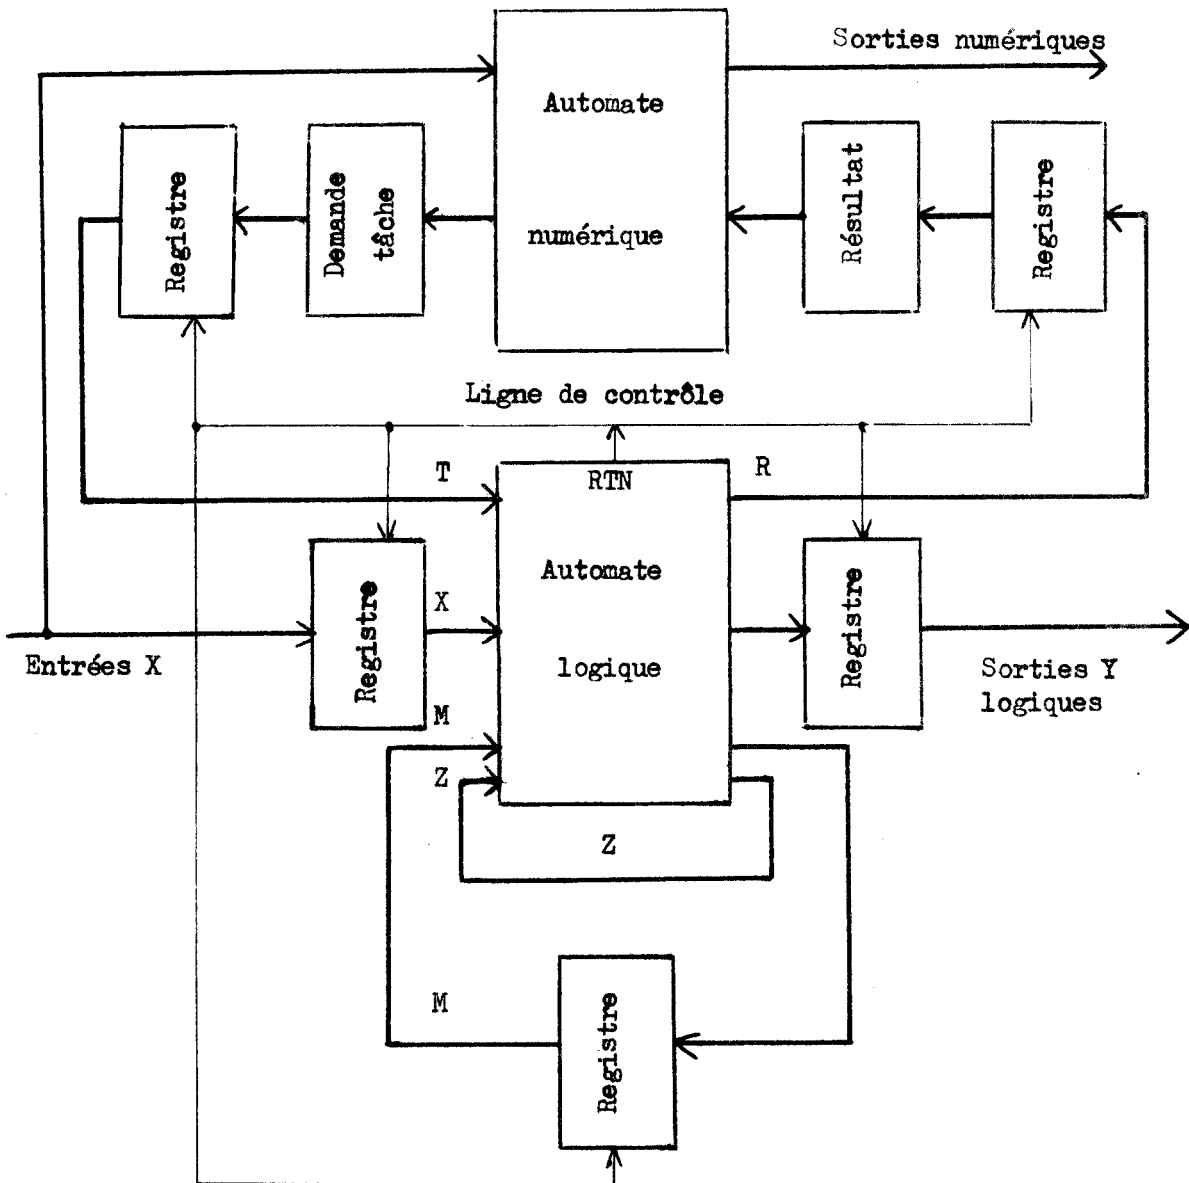 Sorties numériques
Automate
numérique
Registre
Demande
tâche
Résultat
Registre
Ligne de contrôle
T
RTN
R
Automate
logique
Registre
X
Registre
Entrées X
Sorties Y
logiques
M
Z
Z
M
Registre